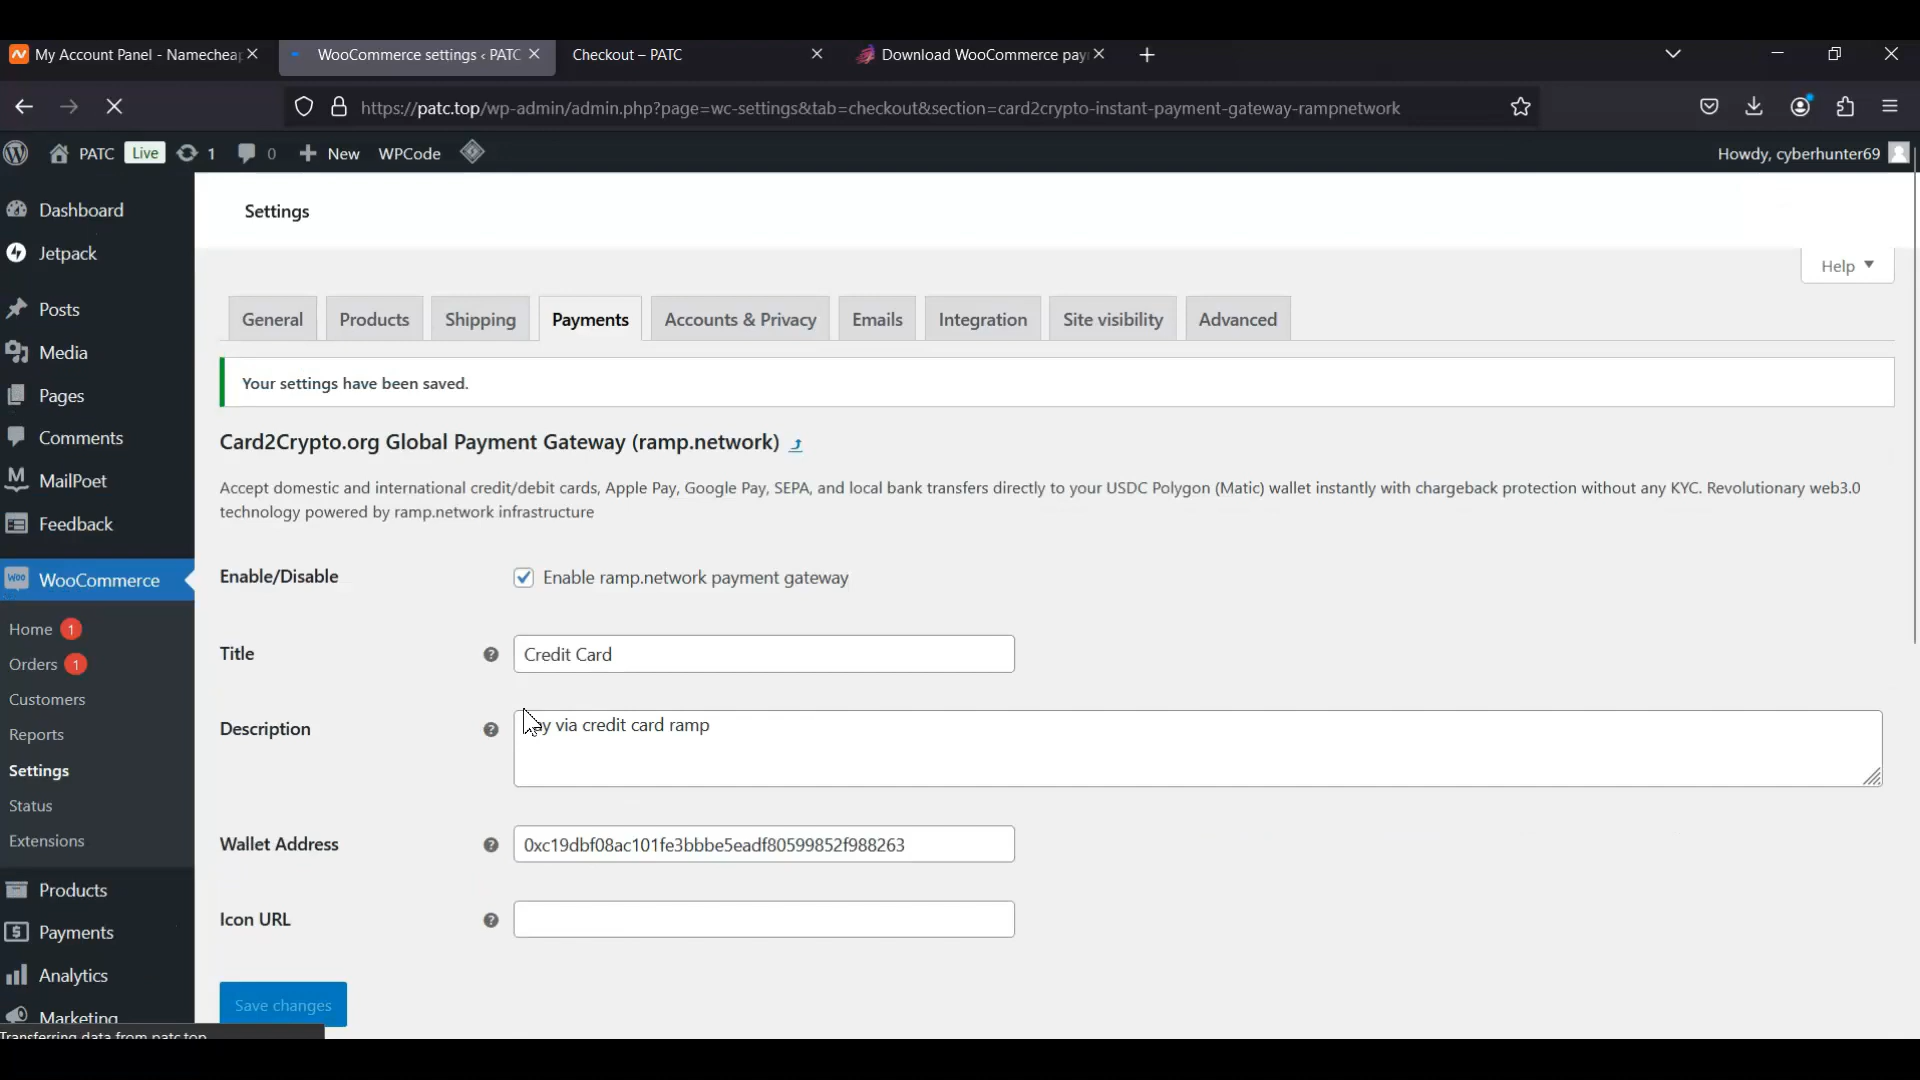 My Account Panel - Namecheap
WooCommerce settings ‹ PATC
Checkout – PATC
Download WooCommerce pay
https://patc.top/wp-admin/admin.php?page=wc-settings&tab=checkout&section=card2crypto-instant-payment-gateway-rampnetwork
PATC Live 1 0 New WPCode
Howdy, cyberhunter69
Dashboard
Jetpack
Posts
Media
Pages
Comments
MailPoet
Feedback
WooCommerce
Home 1
Orders 1
Customers
Reports
Settings
Status
Extensions
Products
Payments
Analytics
Marketing
Settings
Help
General Products Shipping Payments Accounts & Privacy Emails Integration Site visibility Advanced
Your settings have been saved.
Card2Crypto.org Global Payment Gateway (ramp.network)
Accept domestic and international credit/debit cards, Apple Pay, Google Pay, SEPA, and local bank transfers directly to your USDC Polygon (Matic) wallet instantly with chargeback protection without any KYC. Revolutionary web3.0
technology powered by ramp.network infrastructure
Enable/Disable
Enable ramp.network payment gateway
Title
Credit Card
Description
via credit card ramp
Wallet Address
0xc19dbf08ac101fe3bbbe5eadf80599852f988263
Icon URL
Save changes
Transferring data from patc.top